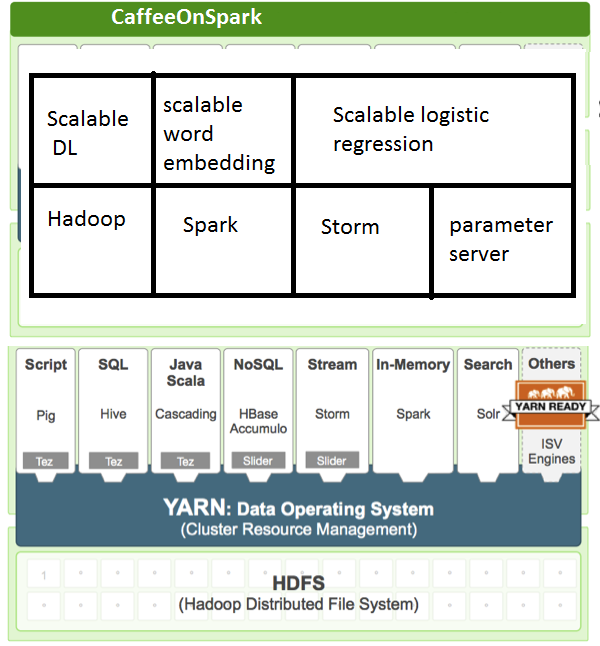 CaffeeOnSpark
Scalable
DL
scalable
word
embedding
Scalable logistic
regression
Hadoop
Spark
Storm
parameter
server
Script
SQL
Java
Scala
NoSQL
Stream
In-Memory
Search
Others
Pig
Hive
Cascading
HBase
Accumulo
Storm
Spark
Solr
YARN READY
ISV
Engines
Tez
Tez
Tez
Slider
Slider
YARN: Data Operating System
(Cluster Resource Management)
1
HDFS
(Hadoop Distributed File System)